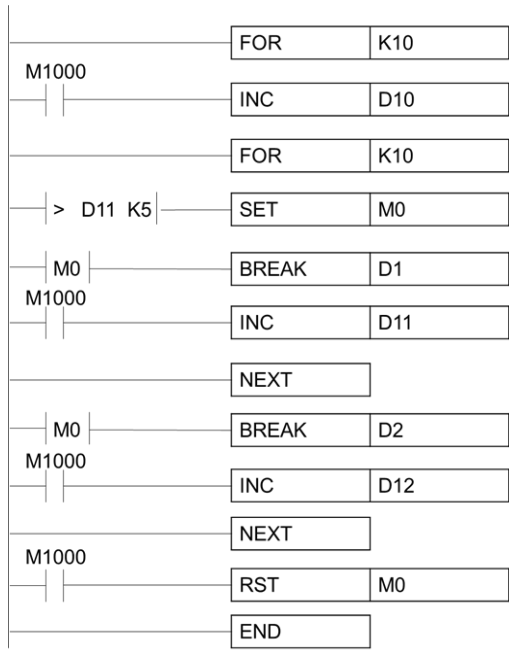 FOR K10
M1000
INC D10
FOR K10
> D11 K5 SET M0
M0 BREAK D1
M1000
INC D11
NEXT
M0 BREAK D2
M1000
INC D12
NEXT
M1000
RST M0
END